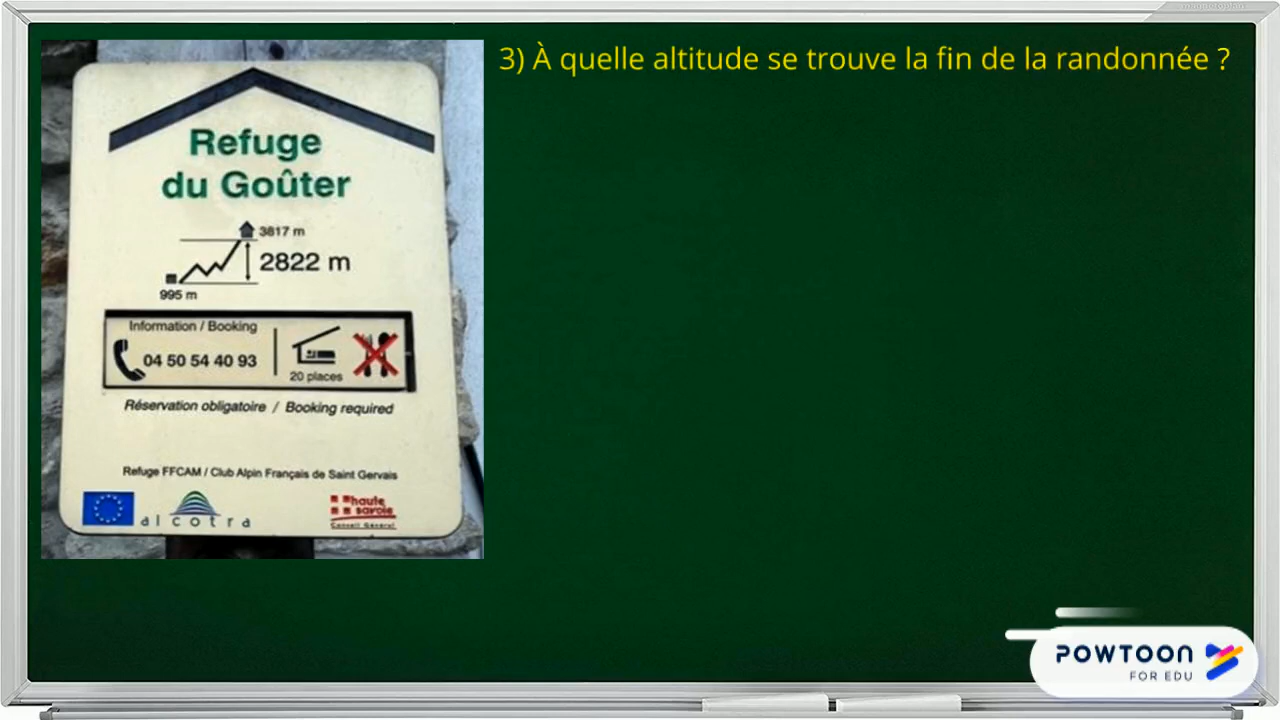 3) À quelle altitude se trouve la fin de la randonnée ?
Refuge
du Goûter
3817 m
2822 m
995 m
Information / Booking
04 50 54 40 93
20 places
Réservation obligatoire / Booking required
Refuge FFCAM / Club Alpin Français de Saint Gervais
alcotra
haute
savoie
Conseil Général
POWTOON
FOR EDU